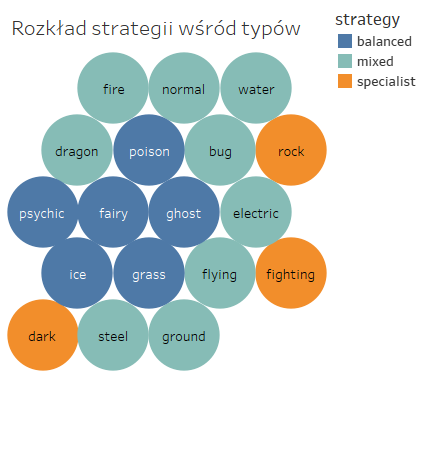 Rozkład strategii wśród typów
strategy
balanced
mixed
specialist
fire normal water
dragon poison bug rock
psychic fairy ghost electric
ice grass flying fighting
dark steel ground